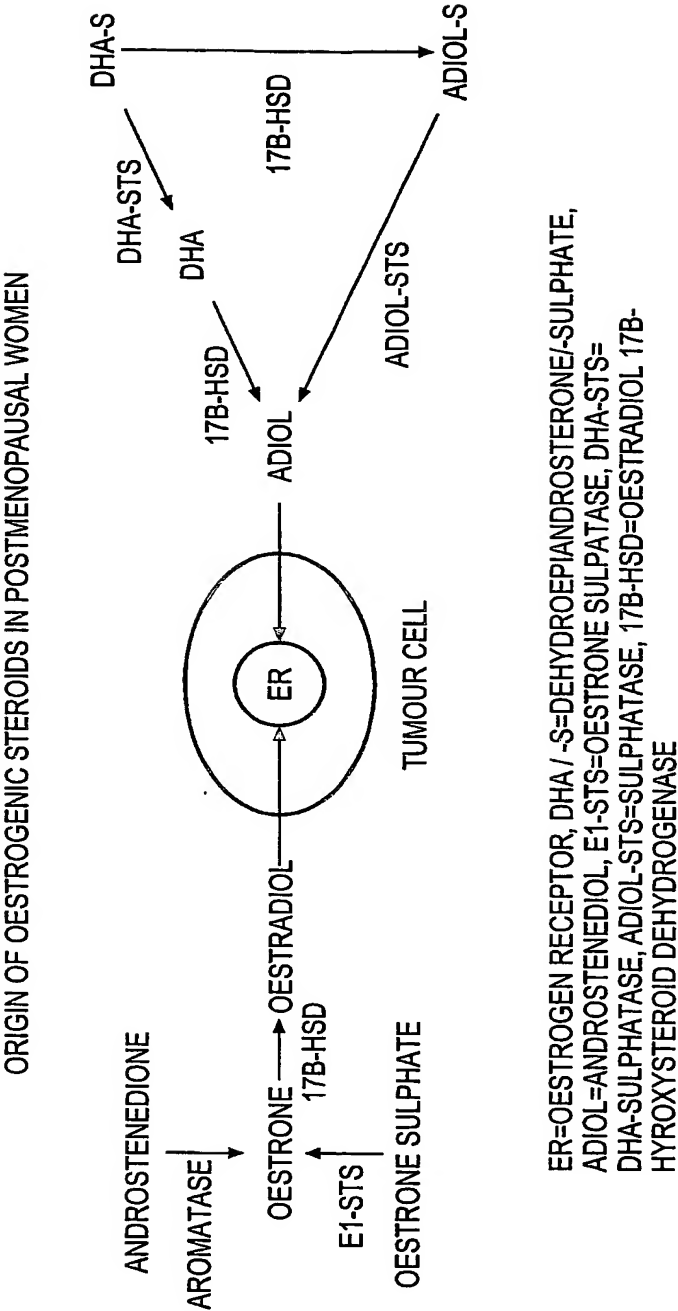 ORIGIN OF OESTROGENIC STEROIDS IN POSTMENOPAUSAL WOMEN
ANDROSTENEDIONE
AROMATASE
OESTRONE
17B-HSD
OESTRADIOL
E1-STS
OESTRONE SULPHATE
ER
TUMOUR CELL
ADIOL
17B-HSD
DHA
DHA-STS
DHA-S
17B-HSD
ADIOL-STS
ADIOL-S
ER=OESTROGEN RECEPTOR, DHA / -S=DEHYDROEPIANDROSTERONE/-SULPHATE,
ADIOL=ANDROSTENEDIOL, E1-STS=OESTRONE SULPATASE, DHA-STS=
DHA-SULPHATASE, ADIOL-STS=SULPHATASE, 17B-HSD=OESTRADIOL 17B-
HYROXYSTEROID DEHYDROGENASE